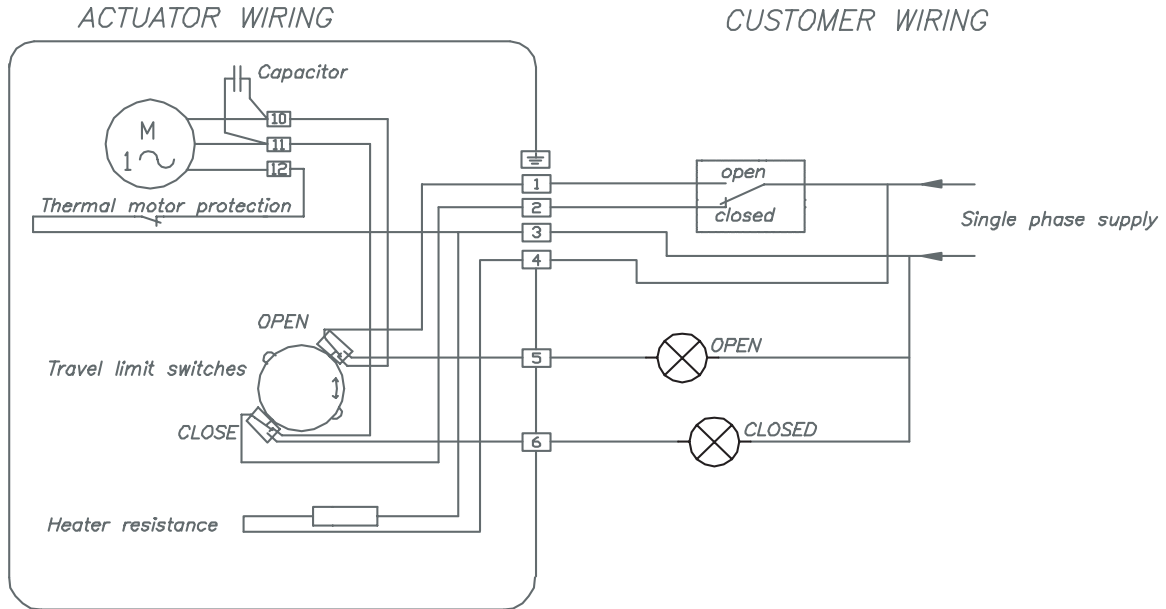 ACTUATOR WIRING
CUSTOMER WIRING
Capacitor
M
1
10
11
12
Thermal motor protection
1
2
3
4
open
closed
Single phase supply
OPEN
Travel limit switches
CLOSE
5
OPEN
6
CLOSED
Heater resistance